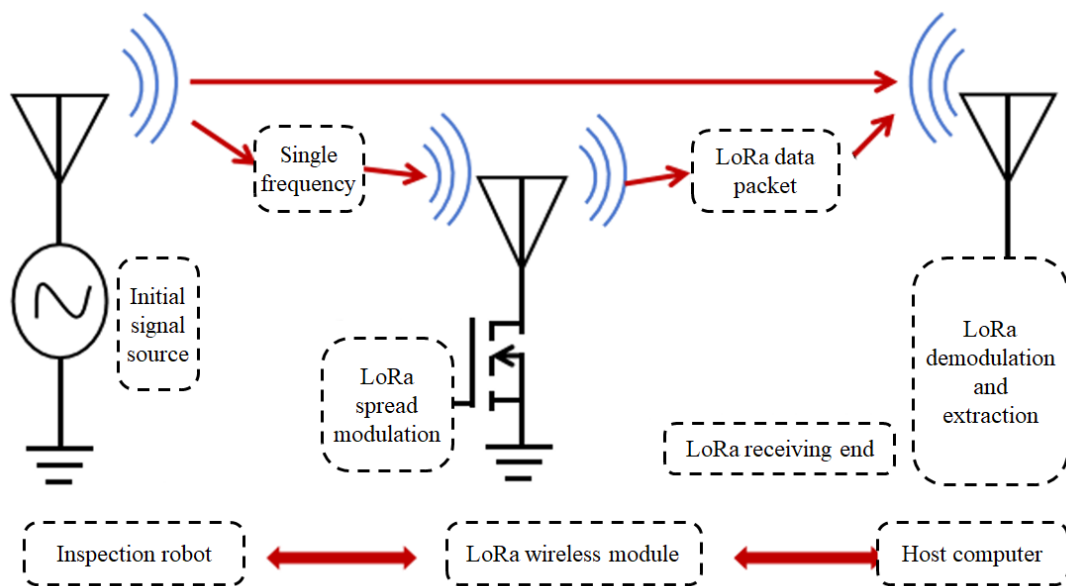 Single
frequency
LoRa data
packet
Initial
signal
source
LoRa
spread
modulation
LoRa
demodulation
and
extraction
LoRa receiving end
Inspection robot
LoRa wireless module
Host computer